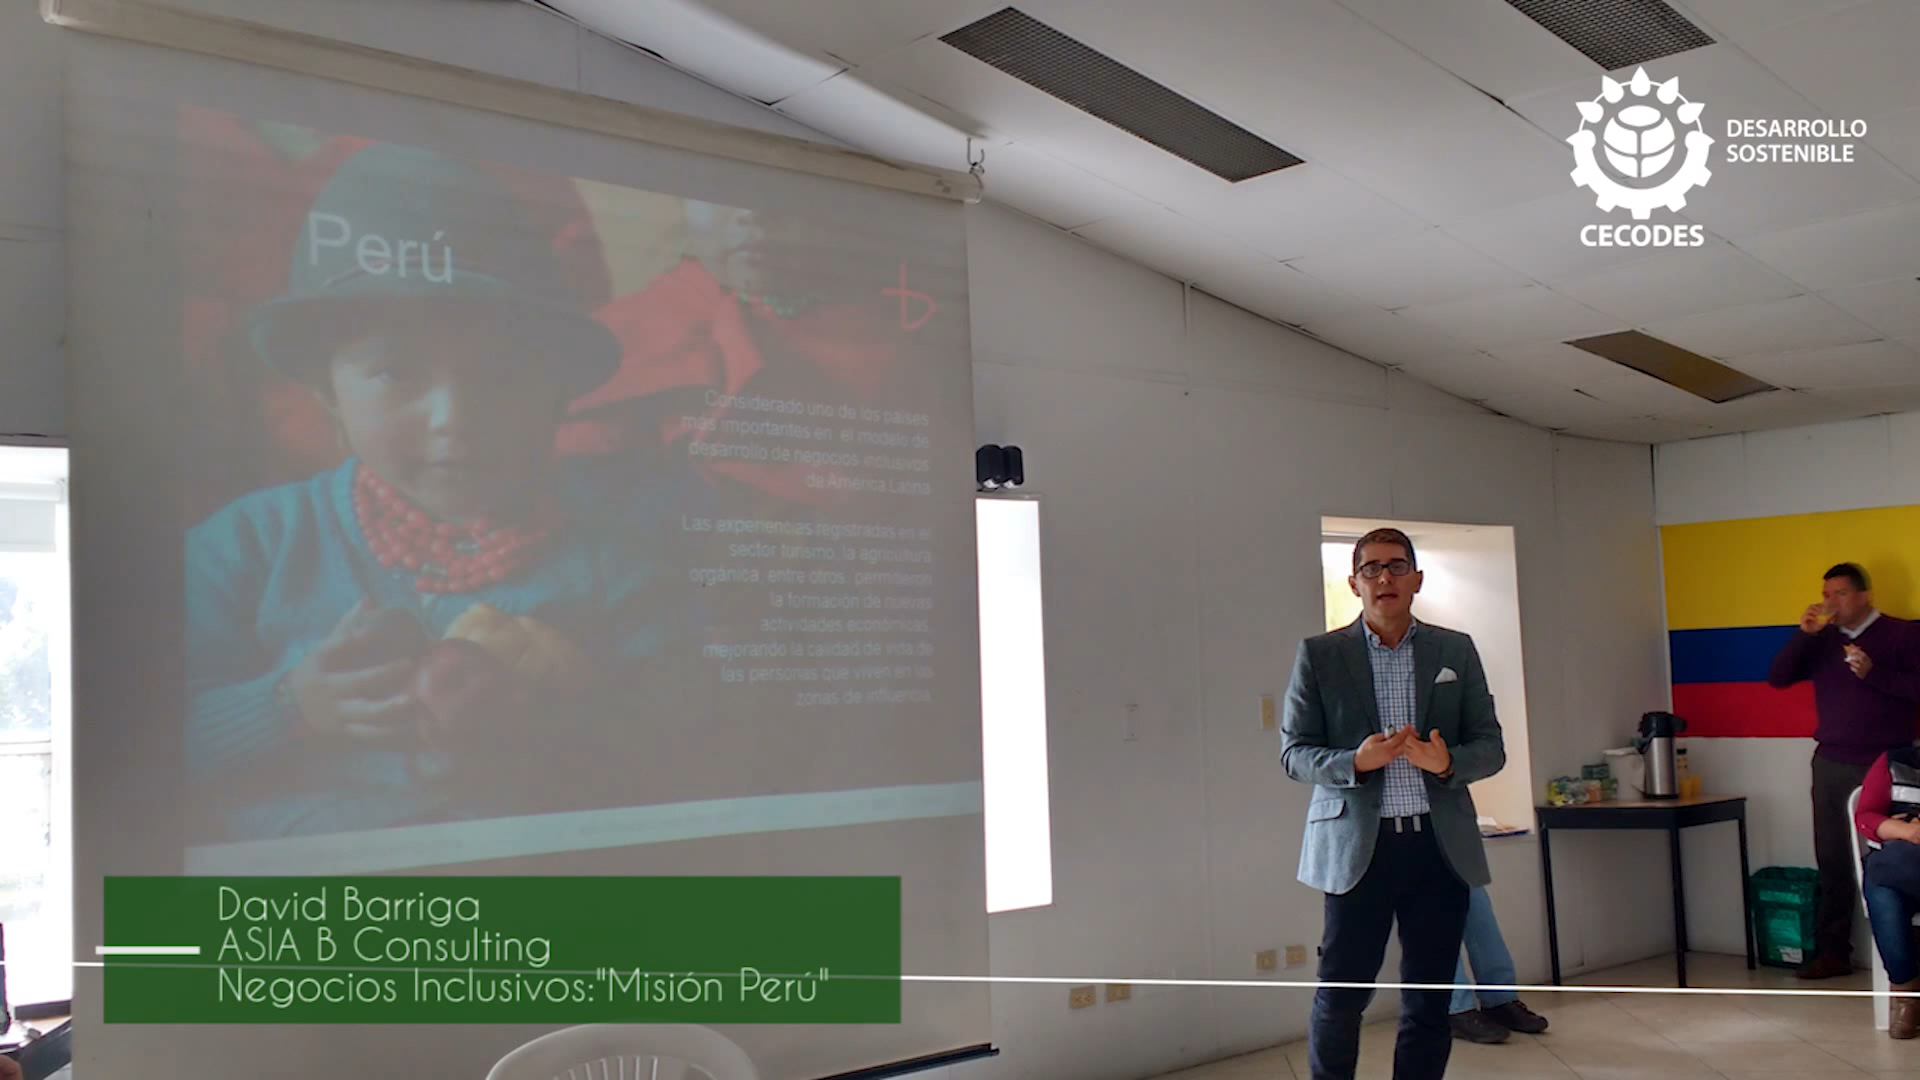 Perú
Considerado uno de los países
más importantes en el modelo de
desarrollo de negocios inclusivos
de América Latina
Las experiencias registradas en el
sector turismo, la agricultura
orgánica, entre otros, permitieron
la formación de nuevas
actividades económicas,
mejorando la calidad de vida de
las personas que viven en las
zonas de influencia.
b
DESARROLLO
SOSTENIBLE
CECODES
David Barriga
ASIA B Consulting
Negocios Inclusivos:"Misión Perú"